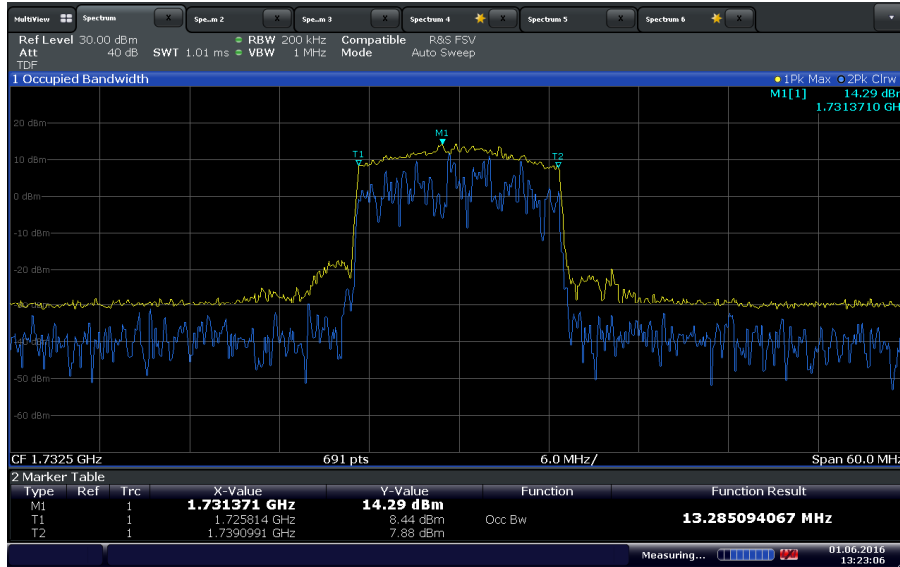 MultiView Spectrum X Spe...m 2 X Spe...m 3 X Spectrum 4 X Spectrum 5 X Spectrum 6 X
Ref Level 30.00 dBm RBW 200 kHz Compatible R&S FSV
Att 40 dB SWT 1.01 ms VBW 1 MHz Mode Auto Sweep
TDF
1 Occupied Bandwidth 1Pk Max 2Pk Clrw
M1[1] 14.29 dBm
1.7313710 GH
20 dBm
M1
T1 T2
10 dBm
0 dBm
-10 dBm
-20 dBm
-30 dBm
-40 dBm
-50 dBm
-60 dBm
CF 1.7325 GHz 691 pts 6.0 MHz/ Span 60.0 MHz
2 Marker Table
Type Ref Trc X-Value Y-Value Function Function Result
M1 1 1.731371 GHz 14.29 dBm
T1 1 1.725814 GHz 8.44 dBm Occ Bw 13.285094067 MHz
T2 1 1.7390991 GHz 7.88 dBm
Measuring... 01.06.2016
13:23:06